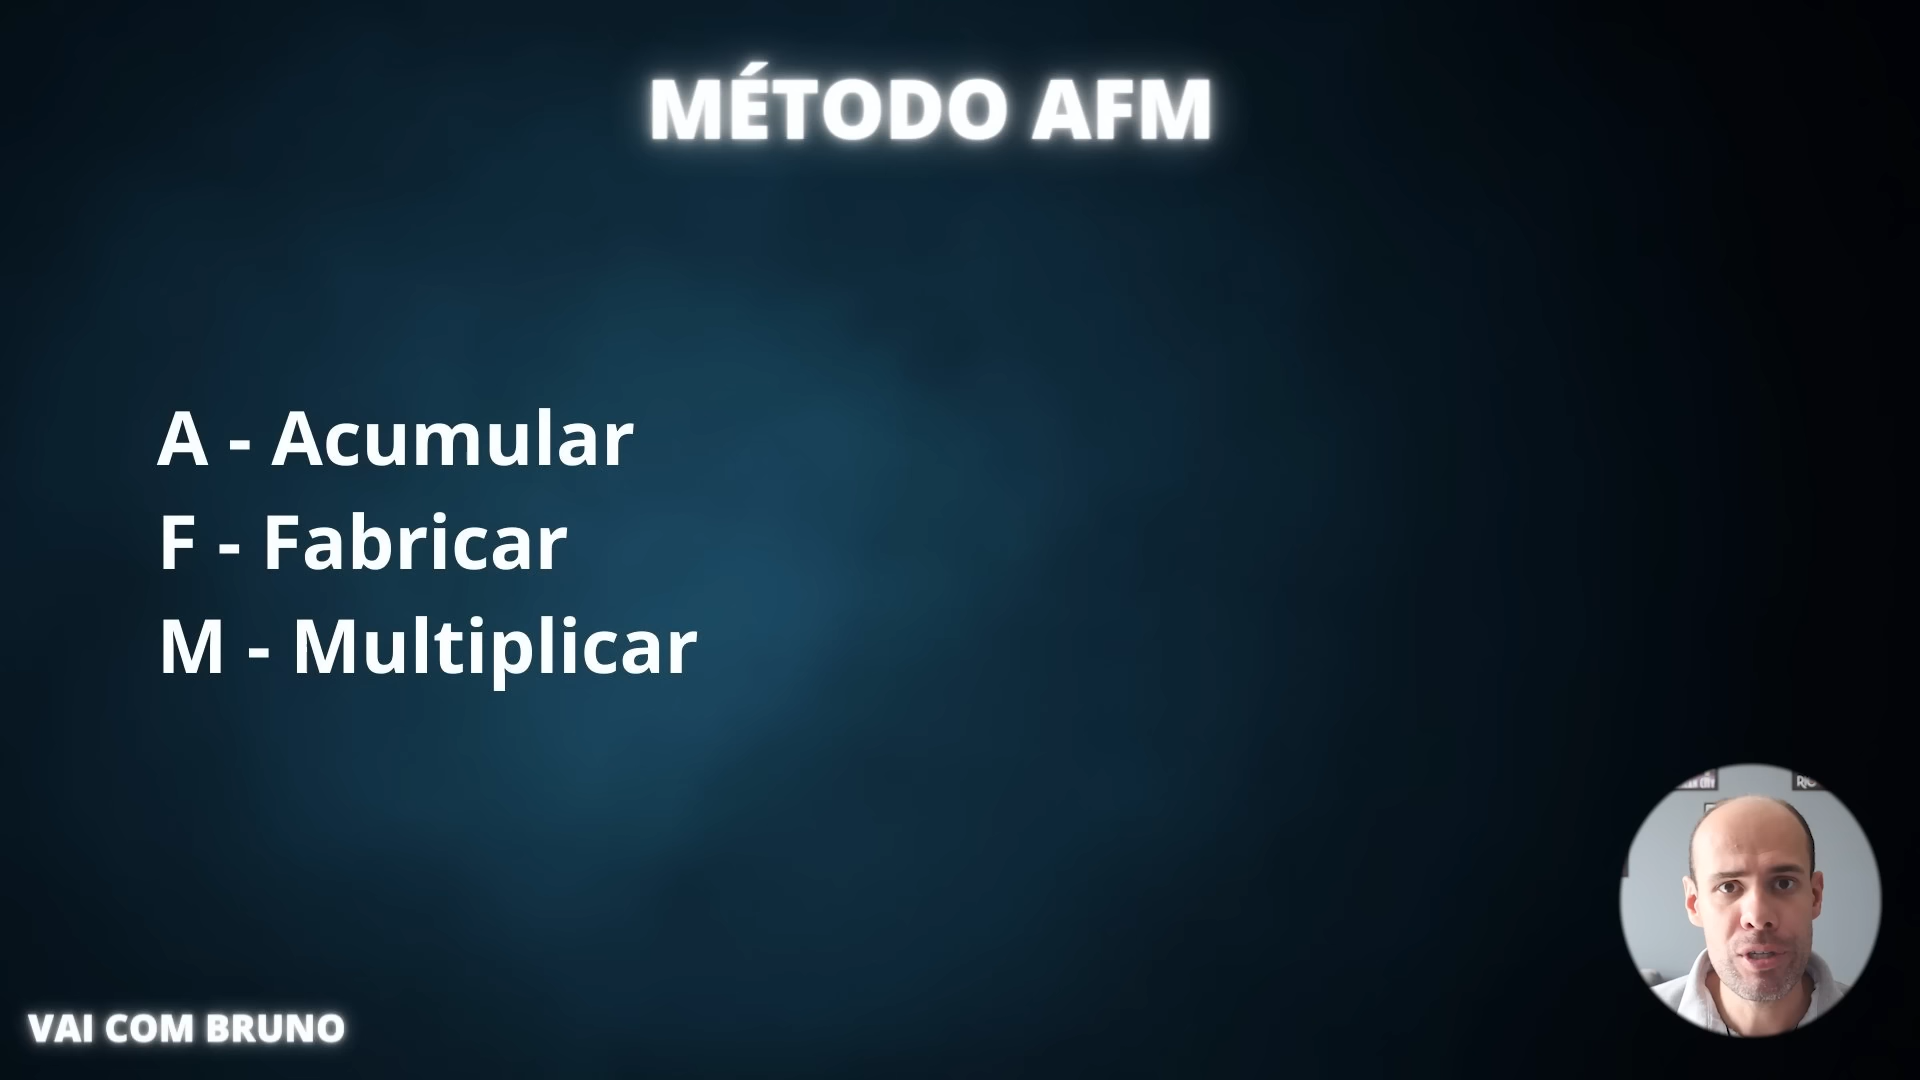 MÉTODO AFM
A - Acumular
F - Fabricar
M - Multiplicar
VAI COM BRUNO